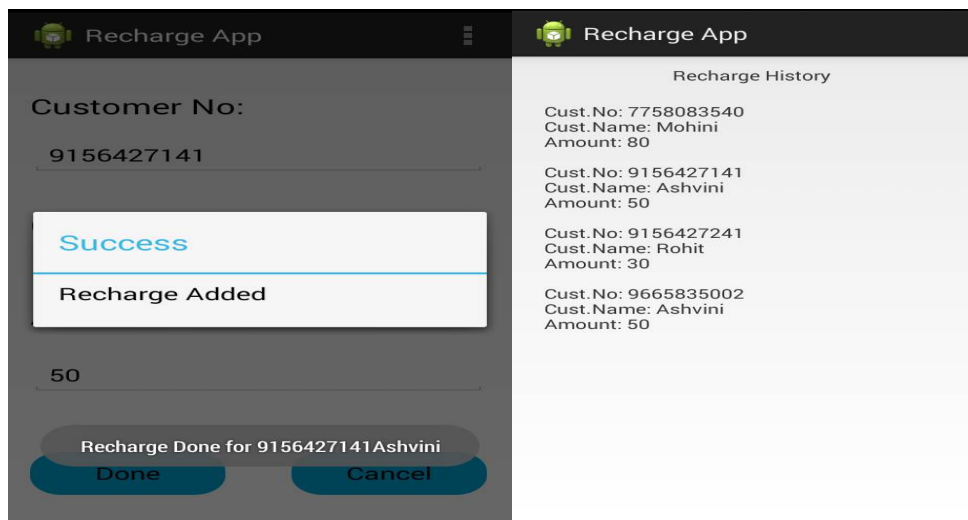 Recharge App
Customer No:
9156427141
Success
Recharge Added
50
Recharge Done for 9156427141Ashvini
Done
Cancel
Recharge App
Recharge History
Cust.No: 7758083540
Cust.Name: Mohini
Amount: 80
Cust.No: 9156427141
Cust.Name: Ashvini
Amount: 50
Cust.No: 9156427241
Cust.Name: Rohit
Amount: 30
Cust.No: 9665835002
Cust.Name: Ashvini
Amount: 50